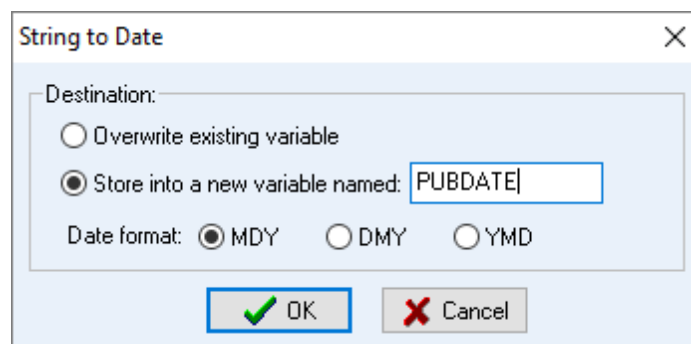 String to Date
Destination:
Overwrite existing variable
Store into a new variable named: PUBDATE
Date format: MDY DMY YMD
OK Cancel